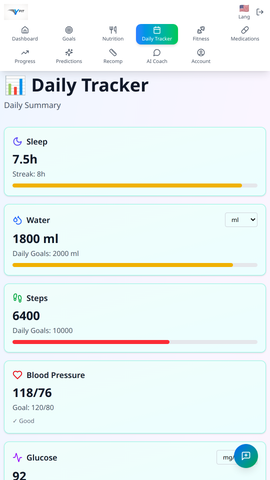 Lang
Dashboard
Goals
Nutrition
Daily Tracker
Fitness
Medications
Progress
Predictions
Recomp
AI Coach
Account
Daily Tracker
Daily Summary
Sleep
7.5h
Streak: 8h
Water
ml
1800 ml
Daily Goals: 2000 ml
Steps
6400
Daily Goals: 10000
Blood Pressure
118/76
Goal: 120/80
✓ Good
Glucose
92